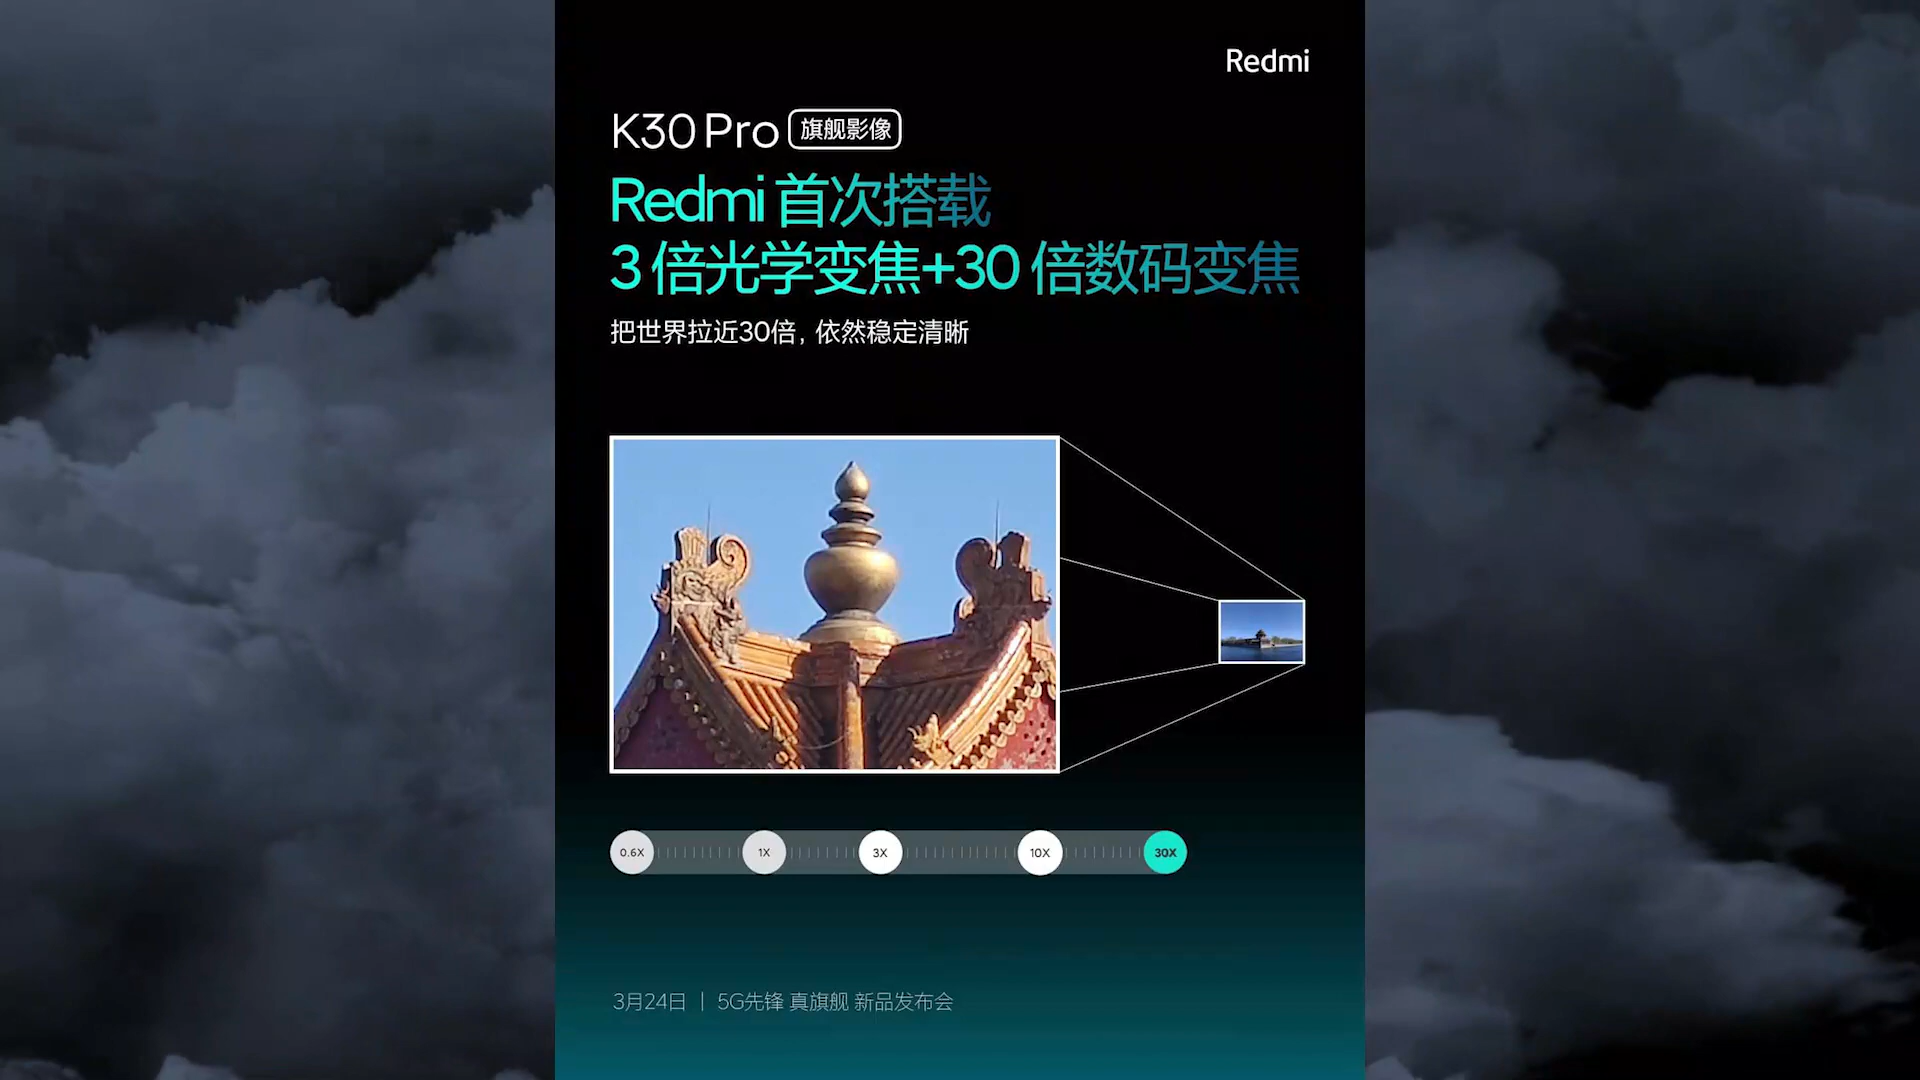 Redmi
K30 Pro 旗舰影像
Redmi 首次搭载
3 倍光学变焦+30 倍数码变焦
把世界拉近30倍，依然稳定清晰
0.6X 1X 3X 10X 30X
3月24日 | 5G先锋 真旗舰 新品发布会